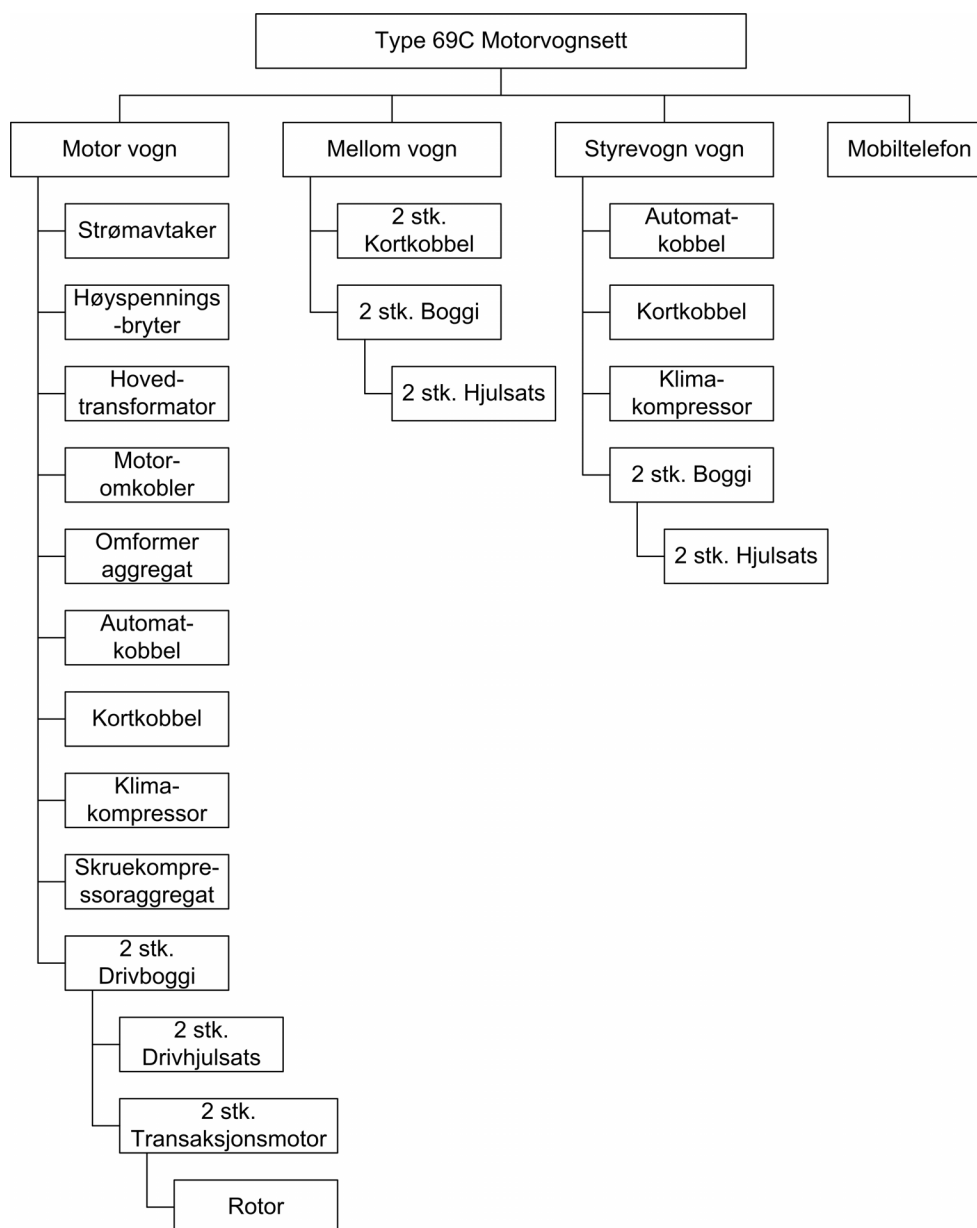 Type 69C Motorvognsett
Motor vogn
Mellom vogn
Styrevogn vogn
Mobiltelefon
Strømavtaker
Høyspennings
-bryter
Hoved-
transformator
Motor-
omkobler
Omformer
aggregat
Automat-
kobbel
Kortkobbel
Klima-
kompressor
Skruekompre-
ssoraggregat
2 stk.
Drivboggi
2 stk.
Drivhjulsats
2 stk.
Transaksjonsmotor
Rotor
2 stk.
Kortkobbel
2 stk. Boggi
2 stk. Hjulsats
Automat-
kobbel
Kortkobbel
Klima-
kompressor
2 stk. Boggi
2 stk. Hjulsats